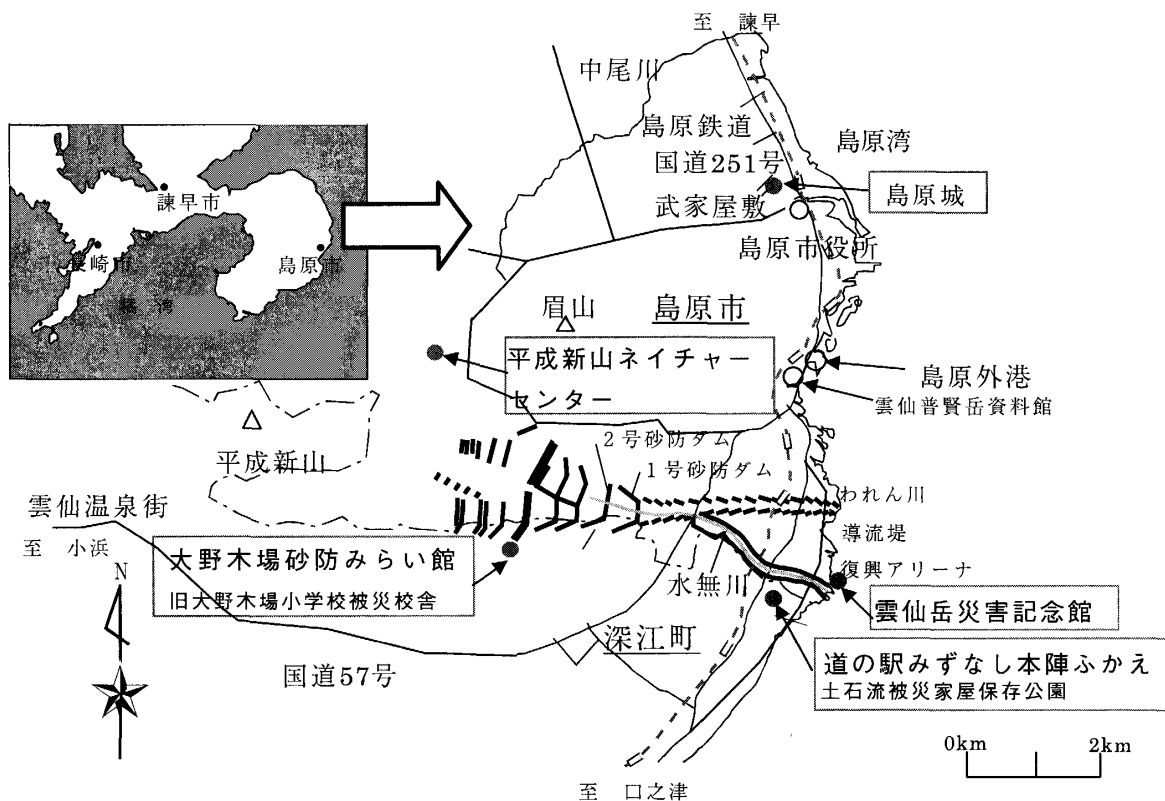 至 諫早
中尾川
島原鉄道
島原湾
国道251号
武家屋敷
島原城
島原市役所
諫早市
長崎市
島原市
橘 湾
眉山
島原市
平成新山ネイチャー
センター
島原外港
雲仙普賢岳資料館
平成新山
2号砂防ダム
1号砂防ダム
われん川
導流堤
雲仙温泉街
至 小浜
N
大野木場砂防みらい館
旧大野木場小学校被災校舎
水無川
復興アリーナ
雲仙岳災害記念館
深江町
道の駅みずなし本陣ふかえ
土石流被災家屋保存公園
国道57号
0km 2km
至 口之津